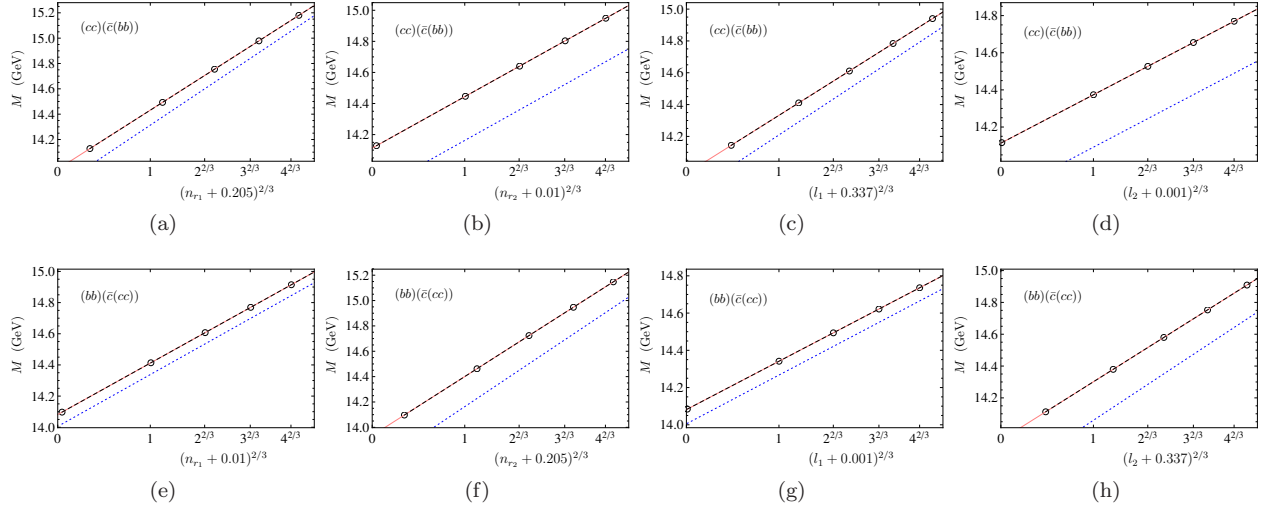 M (GeV)
15.2
15.0
14.8
14.6
14.4
14.2
(cc)(c̄(bb))
0 1 2^{2/3} 3^{2/3} 4^{2/3}
(n_{r_1} + 0.205)^{2/3}
(a)
M (GeV)
15.0
14.8
14.6
14.4
14.2
(cc)(c̄(bb))
0 1 2^{2/3} 3^{2/3} 4^{2/3}
(n_{r_2} + 0.01)^{2/3}
(b)
M (GeV)
15.0
14.8
14.6
14.4
14.2
(cc)(c̄(bb))
0 1 2^{2/3} 3^{2/3} 4^{2/3}
(l_1 + 0.337)^{2/3}
(c)
M (GeV)
14.8
14.6
14.4
14.2
(cc)(c̄(bb))
0 1 2^{2/3} 3^{2/3} 4^{2/3}
(l_2 + 0.001)^{2/3}
(d)
M (GeV)
15.0
14.8
14.6
14.4
14.2
14.0
(bb)(c̄(cc))
0 1 2^{2/3} 3^{2/3} 4^{2/3}
(n_{r_1} + 0.01)^{2/3}
(e)
M (GeV)
15.2
15.0
14.8
14.6
14.4
14.2
14.0
(bb)(c̄(cc))
0 1 2^{2/3} 3^{2/3} 4^{2/3}
(n_{r_2} + 0.205)^{2/3}
(f)
M (GeV)
14.8
14.6
14.4
14.2
14.0
(bb)(c̄(cc))
0 1 2^{2/3} 3^{2/3} 4^{2/3}
(l_1 + 0.001)^{2/3}
(g)
M (GeV)
15.0
14.8
14.6
14.4
14.2
(bb)(c̄(cc))
0 1 2^{2/3} 3^{2/3} 4^{2/3}
(l_2 + 0.337)^{2/3}
(h)